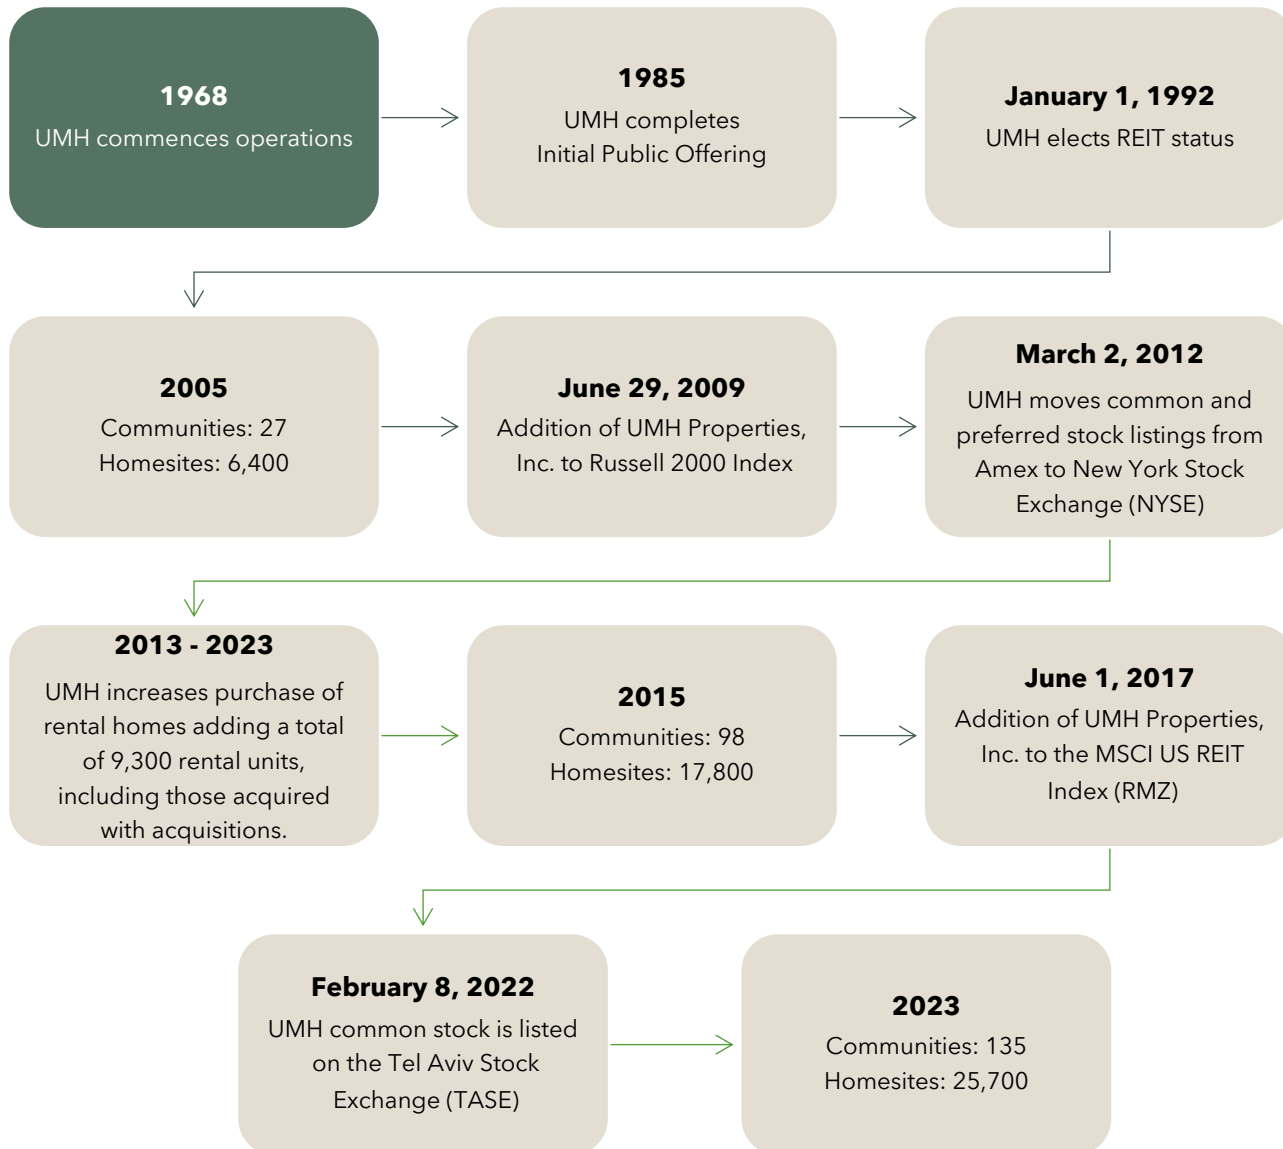 1968
UMH commences operations
1985
UMH completes
Initial Public Offering
January 1, 1992
UMH elects REIT status
2005
Communities: 27
Homesites: 6,400
June 29, 2009
Addition of UMH Properties,
Inc. to Russell 2000 Index
March 2, 2012
UMH moves common and
preferred stock listings from
Amex to New York Stock
Exchange (NYSE)
2013 - 2023
UMH increases purchase of
rental homes adding a total
of 9,300 rental units,
including those acquired
with acquisitions.
2015
Communities: 98
Homesites: 17,800
June 1, 2017
Addition of UMH Properties,
Inc. to the MSCI US REIT
Index (RMZ)
February 8, 2022
UMH common stock is listed
on the Tel Aviv Stock
Exchange (TASE)
2023
Communities: 135
Homesites: 25,700